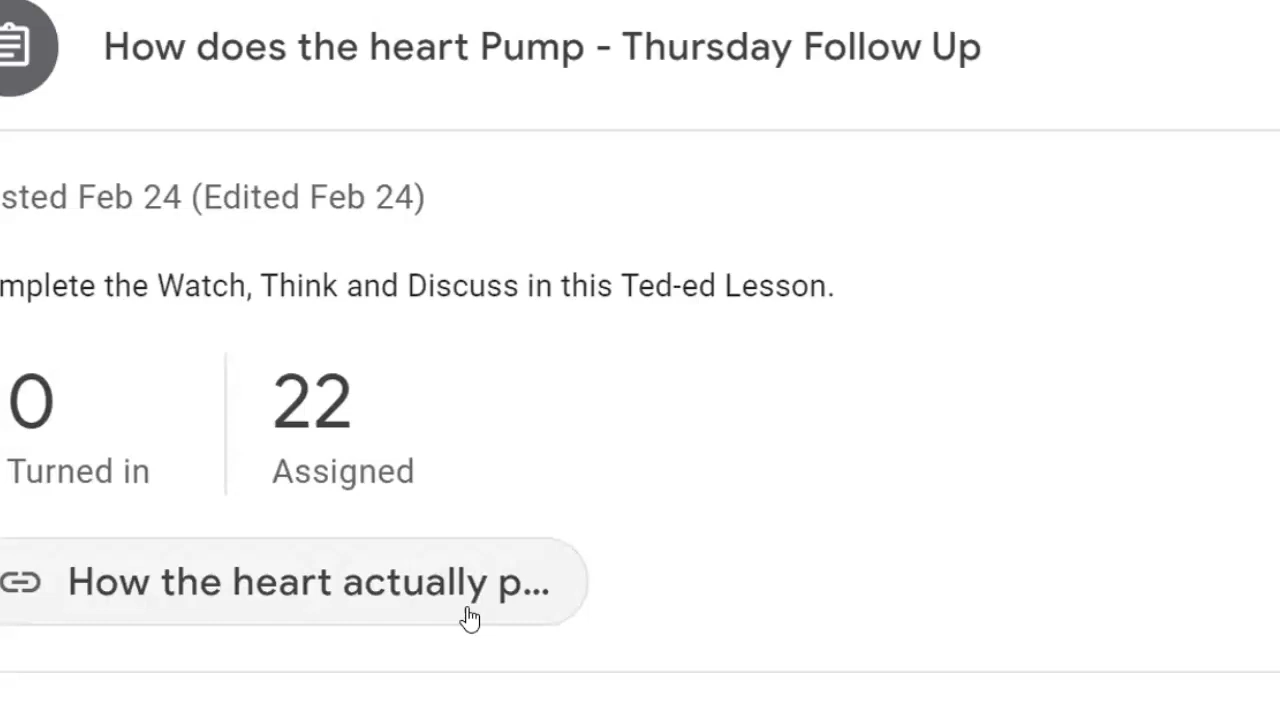 How does the heart Pump - Thursday Follow Up
sted Feb 24 (Edited Feb 24)
mplete the Watch, Think and Discuss in this Ted-ed Lesson.
0
22
Turned in
Assigned
How the heart actually p...